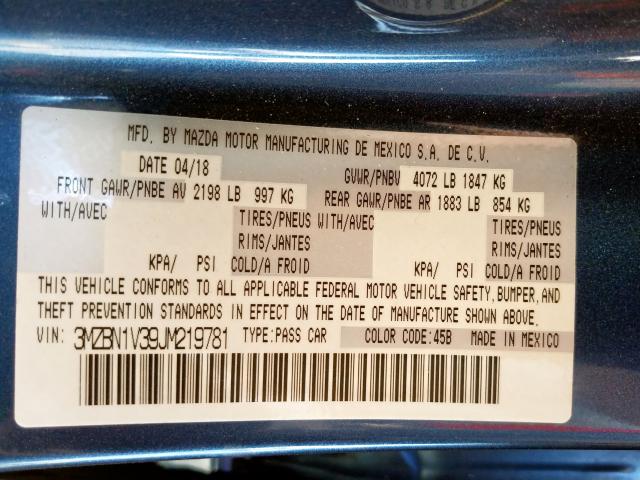 MFD. BY MAZDA MOTOR MANUFACTURING DE MEXICO S.A. DE C.V.
DATE 04/18 GVWR/PNBV 4072 LB 1847 KG
FRONT GAWR/PNBE AV 2198 LB 997 KG REAR GAWR/PNBE AR 1883 LB 854 KG
WITH/AVEC TIRES/PNEUS WITH/AVEC TIRES/PNEUS
RIMS/JANTES RIMS/JANTES
KPA/ PSI COLD/A FROID KPA/ PSI COLD/A FROID
THIS VEHICLE CONFORMS TO ALL APPLICABLE FEDERAL MOTOR VEHICLE SAFETY, BUMPER, AND
THEFT PREVENTION STANDARDS IN EFFECT ON THE DATE OF MANUFACTURE SHOWN ABOVE.
VIN: 3MZBN1V39JM219781 TYPE: PASS CAR COLOR CODE: 45B MADE IN MEXICO